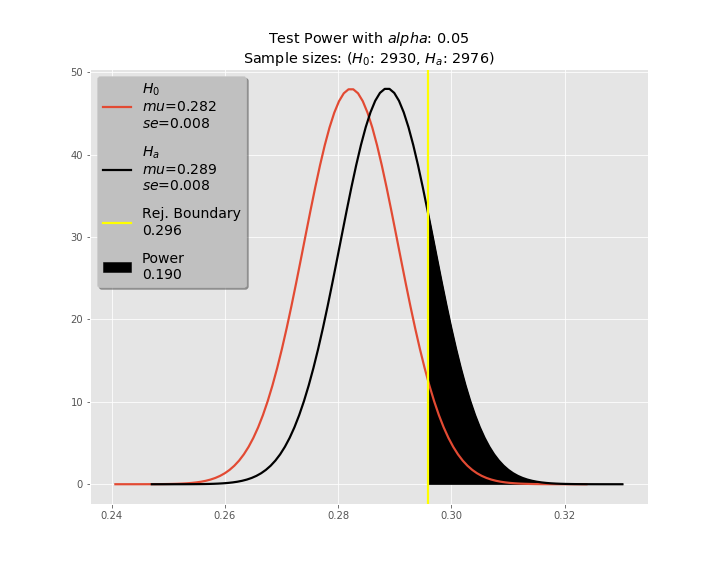 Test Power with alpha: 0.05
Sample sizes: (H₀: 2930, Hₐ: 2976)
H₀
mu=0.282
se=0.008
Hₐ
mu=0.289
se=0.008
Rej. Boundary
0.296
Power
0.190
50
40
30
20
10
0
0.24 0.26 0.28 0.30 0.32